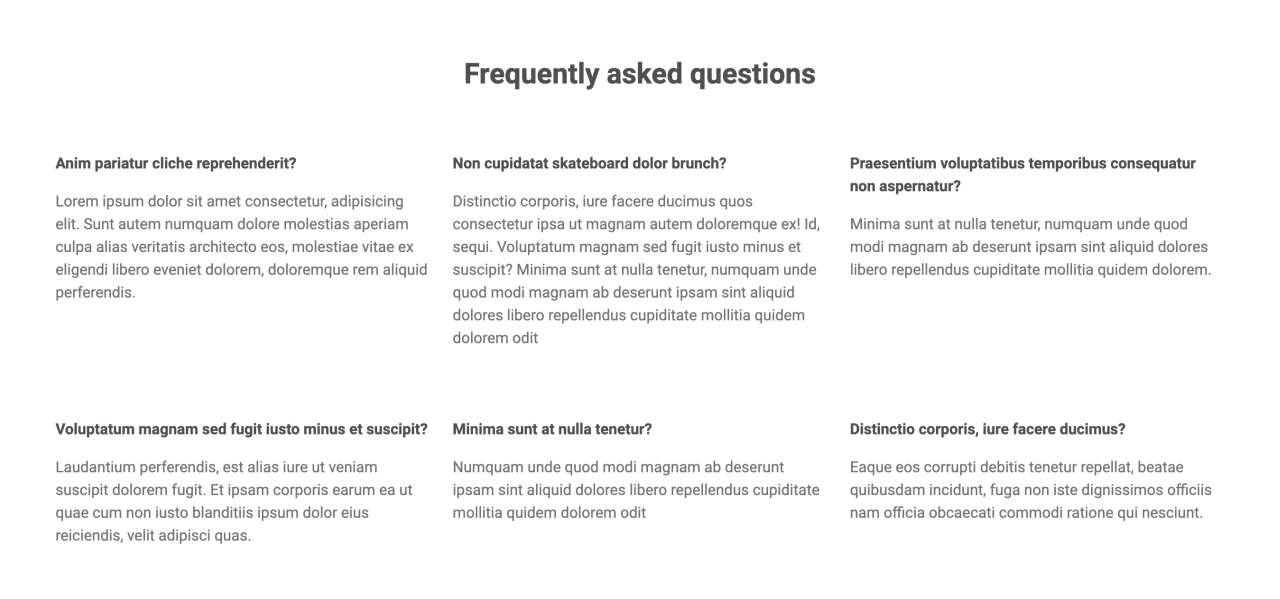 Frequently asked questions
Anim pariatur cliche reprehenderit?
Lorem ipsum dolor sit amet consectetur, adipisicing
elit. Sunt autem numquam dolore molestias aperiam
culpa alias veritatis architecto eos, molestiae vitae ex
eligendi libero eveniet dolorem, doloremque rem aliquid
perferendis.
Non cupidatat skateboard dolor brunch?
Distinctio corporis, iure facere ducimus quos
consectetur ipsa ut magnam autem doloremque ex! Id,
sequi. Voluptatum magnam sed fugit iusto minus et
suscipit? Minima sunt at nulla tenetur, numquam unde
quod modi magnam ab deserunt ipsam sint aliquid
dolores libero repellendus cupiditate mollitia quidem
dolorem odit
Praesentium voluptatibus temporibus consequatur
non aspernatur?
Minima sunt at nulla tenetur, numquam unde quod
modi magnam ab deserunt ipsam sint aliquid dolores
libero repellendus cupiditate mollitia quidem dolorem.
Voluptatum magnam sed fugit iusto minus et suscipit?
Laudantium perferendis, est alias iure ut veniam
suscipit dolorem fugit. Et ipsam corporis earum ea ut
quae cum non iusto blanditiis ipsum dolor eius
reiciendis, velit adipisci quas.
Minima sunt at nulla tenetur?
Numquam unde quod modi magnam ab deserunt
ipsam sint aliquid dolores libero repellendus cupiditate
mollitia quidem dolorem odit
Distinctio corporis, iure facere ducimus?
Eaque eos corrupti debitis tenetur repellat, beatae
quibusdam incidunt, fuga non iste dignissimos officiis
nam officia obcaecati commodi ratione qui nesciunt.